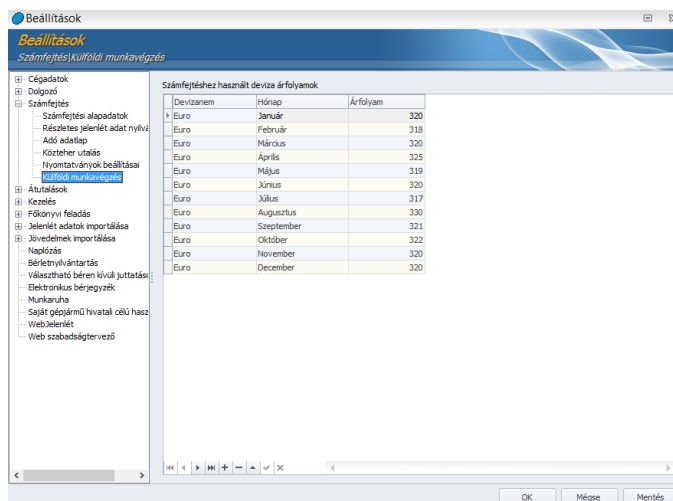 Beállítások
Beállítások
Számfejtés|Külföldi munkavégzés
Cégadatok
Dolgozó
Számfejtés
Számfejtési alapadatok
Részletes jelenlét adat nyilvá
Adó adatlap
Közteher utalás
Nyomtatványok beállításai
Külföldi munkavégzés
Átutalások
Kezelés
Főkönyvi feladás
Jelenlét adatok importálása
Jövedelmek importálása
Naplózás
Bérletnyilvántartás
Választható béren kívüli juttatáso
Elektronikus bérjegyzék
Munkaruha
Saját gépjármű hivatali célú hasz
WebJelenlét
Web szabadságtervező
Számfejtéshez használt deviza árfolyamok
Devizanem Hónap Árfolyam
Euro Január 320
Euro Február 318
Euro Március 320
Euro Április 325
Euro Május 319
Euro Június 320
Euro Július 317
Euro Augusztus 330
Euro Szeptember 321
Euro Október 322
Euro November 320
Euro December 320
OK Mégse Mentés